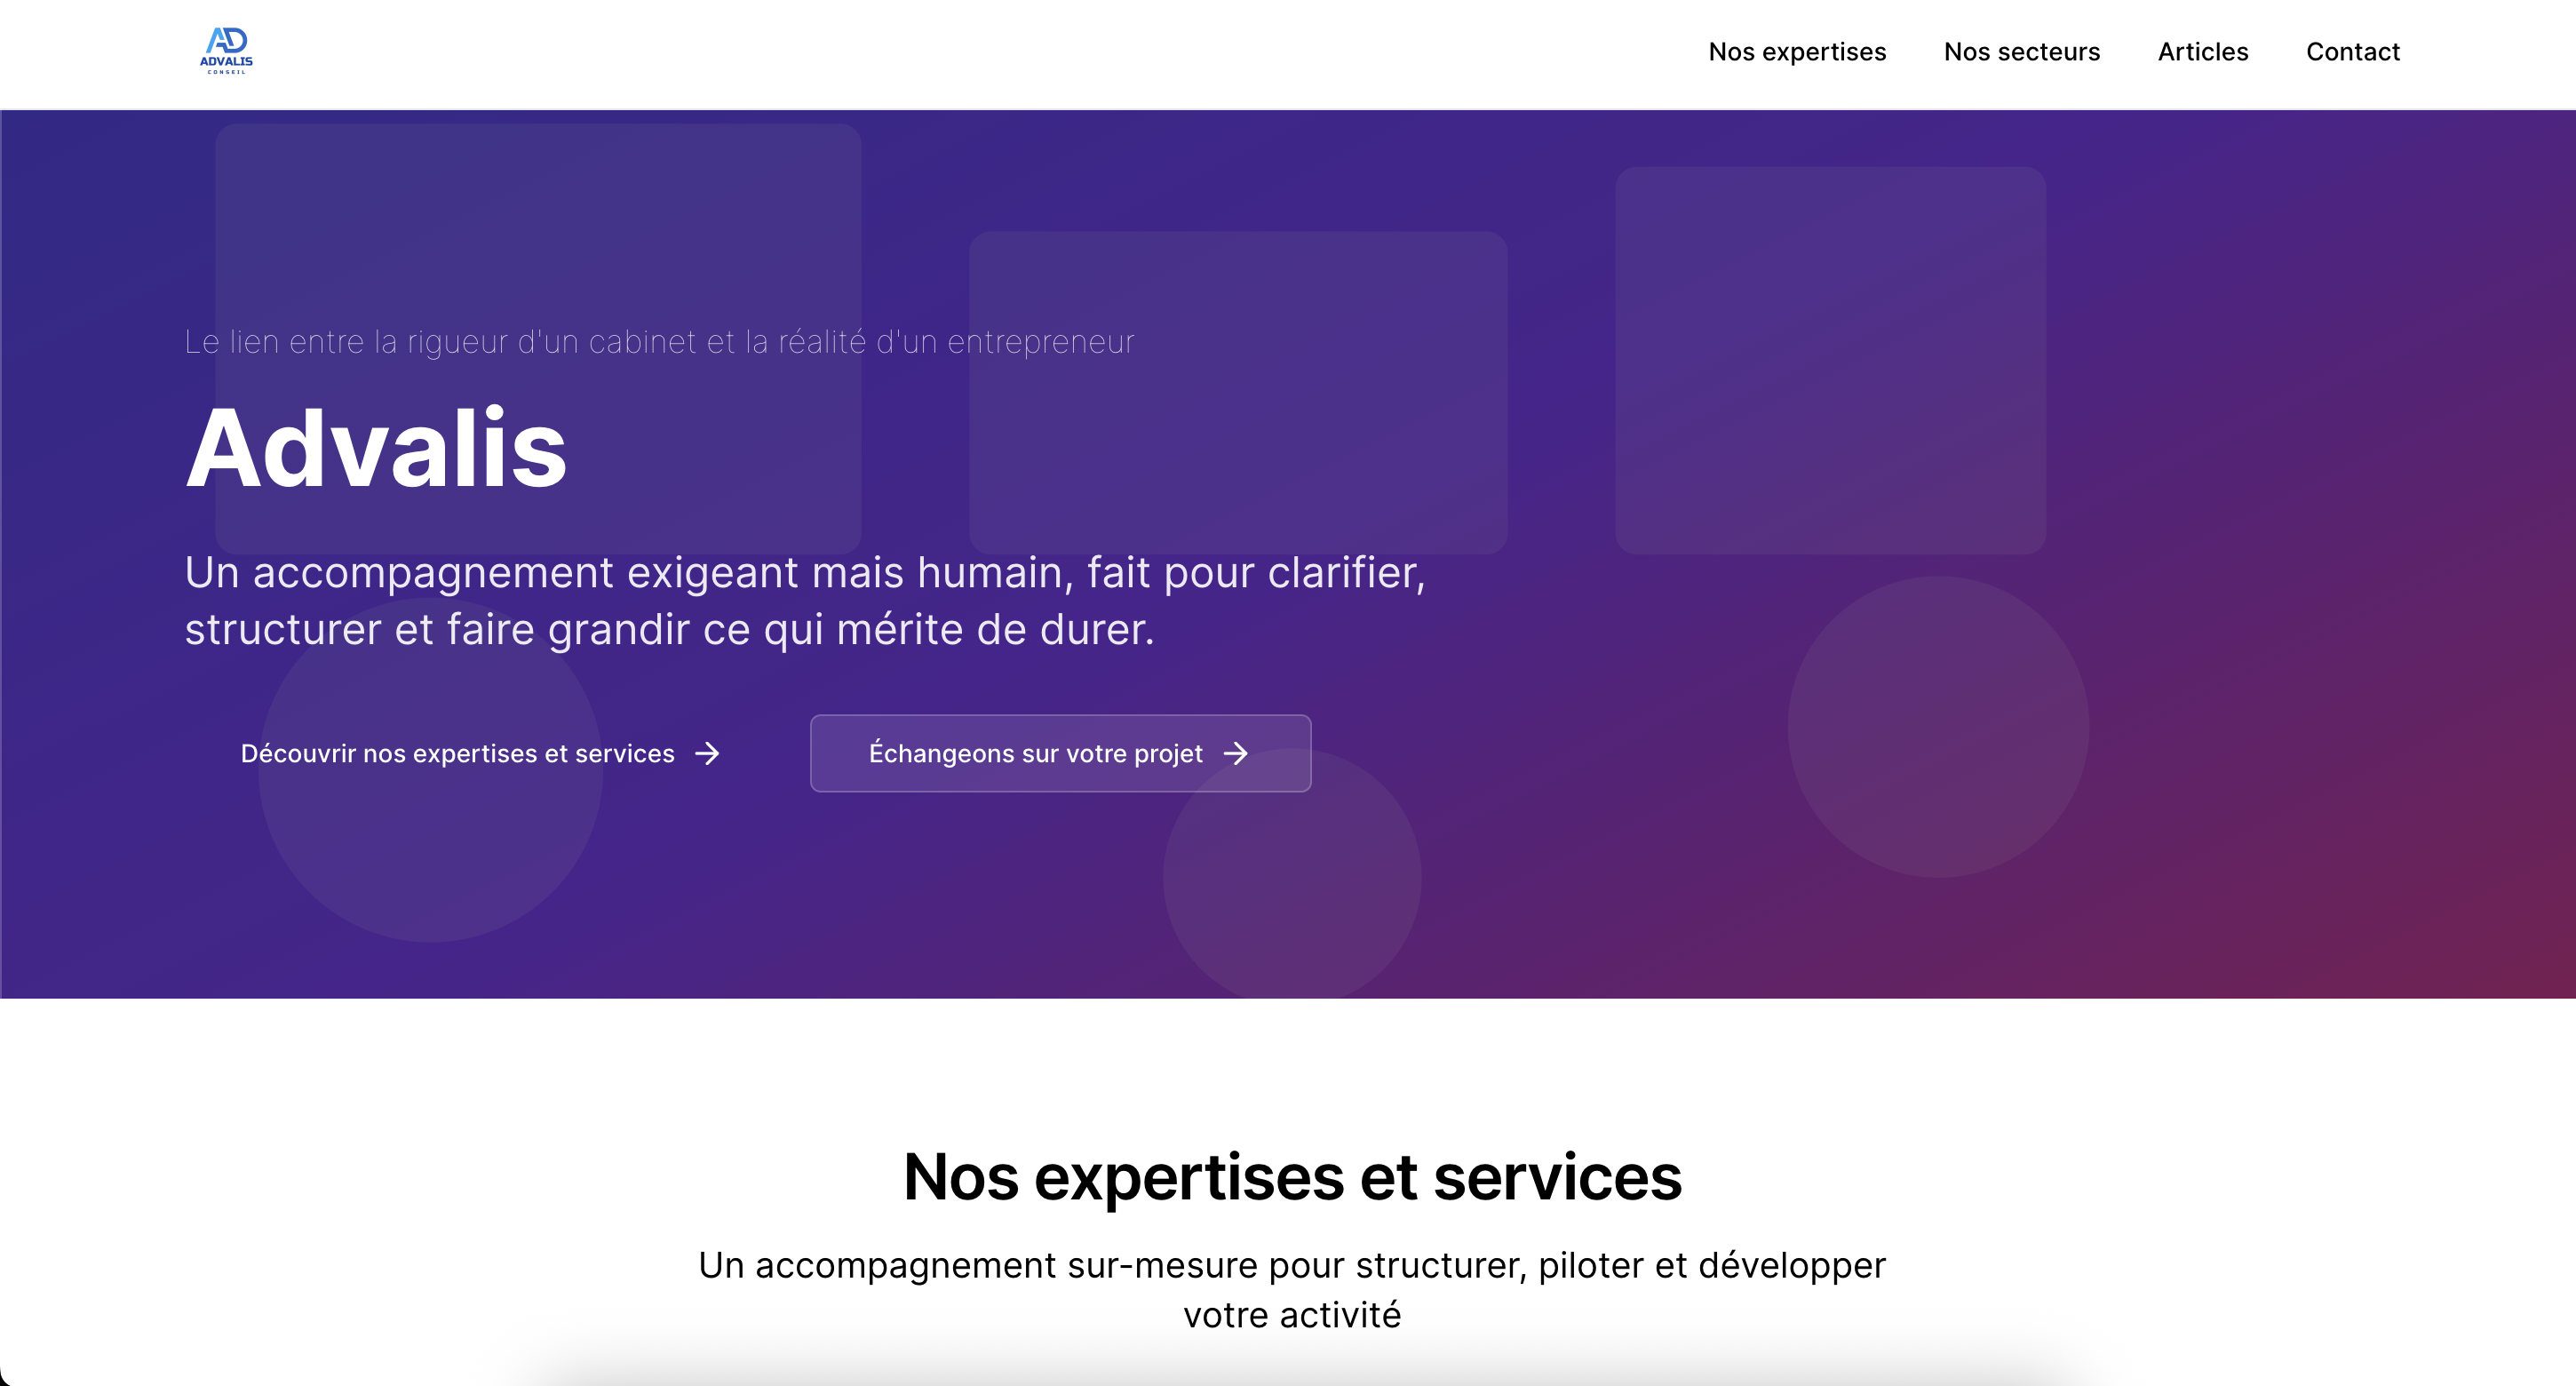 AD
ADVALIS
CONSEIL
Nos expertises
Nos secteurs
Articles
Contact
Le lien entre la rigueur d'un cabinet et la réalité d'un entrepreneur
Advalis
Un accompagnement exigeant mais humain, fait pour clarifier,
structurer et faire grandir ce qui mérite de durer.
Découvrir nos expertises et services →
Échangeons sur votre projet →
Nos expertises et services
Un accompagnement sur-mesure pour structurer, piloter et développer
votre activité